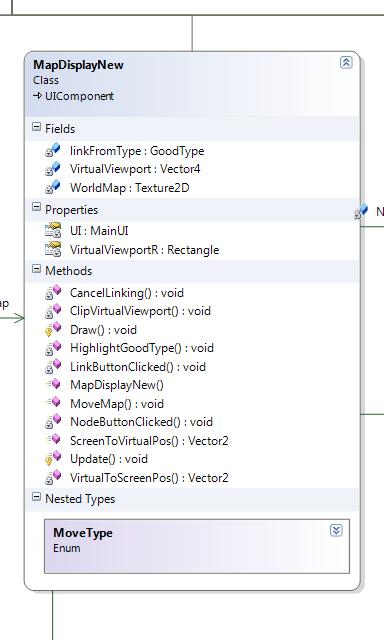 MapDisplayNew
Class
UIComponent
Fields
linkFromType : GoodType
VirtualViewport : Vector4
WorldMap : Texture2D
Properties
N
UI : MainUI
VirtualViewportR : Rectangle
Methods
CancelLinking() : void
ap
ClipVirtualViewport() : void
Draw() : void
HighlightGoodType() : void
LinkButtonClicked() : void
MapDisplayNew()
MoveMap() : void
NodeButtonClicked() : void
ScreenToVirtualPos() : Vector2
Update() : void
VirtualToScreenPos() : Vector2
Nested Types
MoveType
Enum